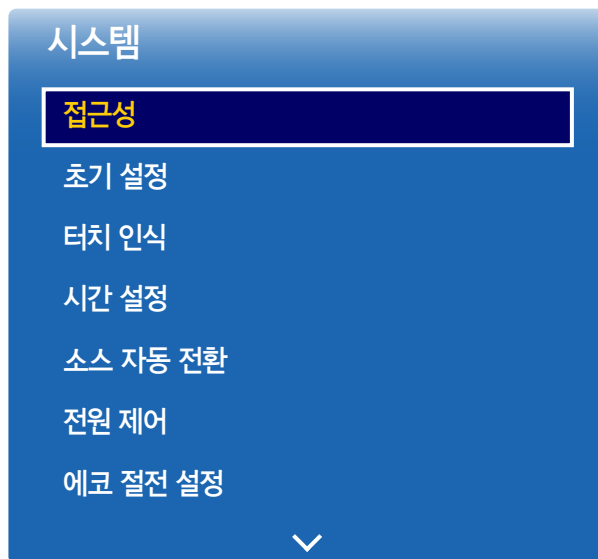 시스템
접근성
초기 설정
터치 인식
시간 설정
소스 자동 전환
전원 제어
에코 절전 설정